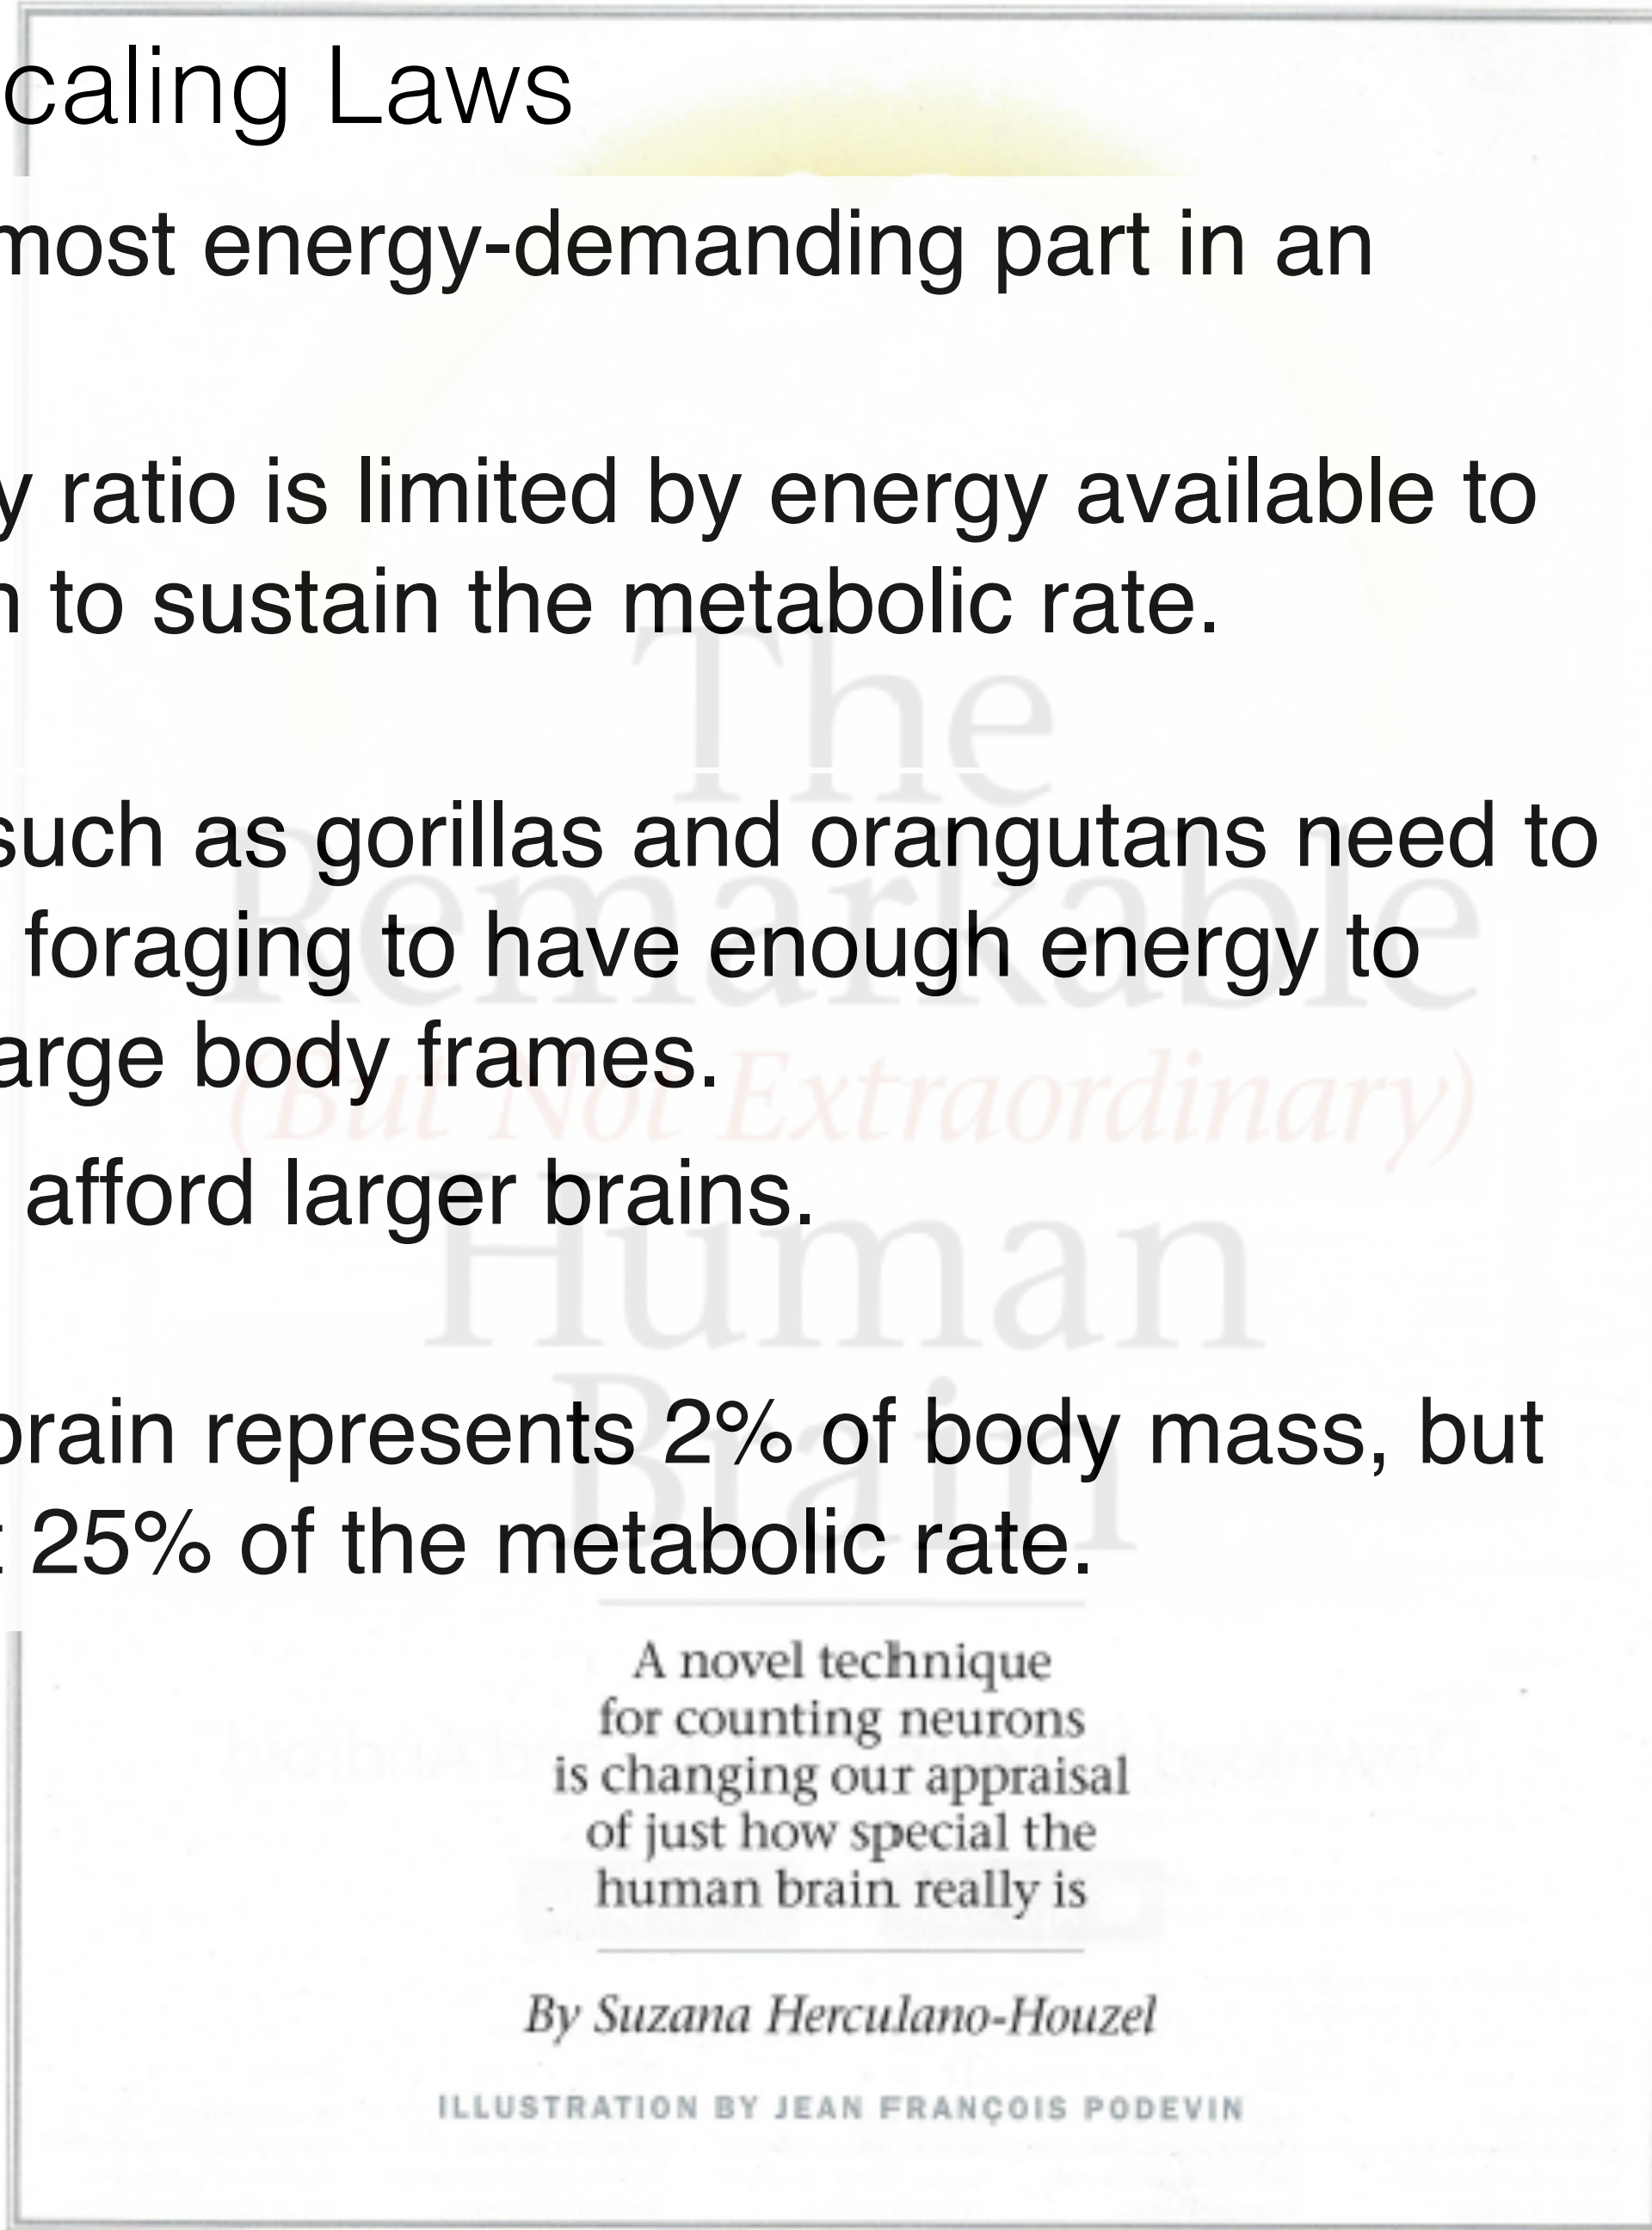 caling Laws
most energy-demanding part in an
y ratio is limited by energy available to
n to sustain the metabolic rate.
The
such as gorillas and orangutans need to
Remarkable
foraging to have enough energy to
arge body frames.
(But Not Extraordinary)
afford larger brains.
Human
brain represents 2% of body mass, but
Brain
25% of the metabolic rate.
A novel technique
for counting neurons
is changing our appraisal
of just how special the
human brain really is
By Suzana Herculano-Houzel
ILLUSTRATION BY JEAN FRANÇOIS PODEVIN